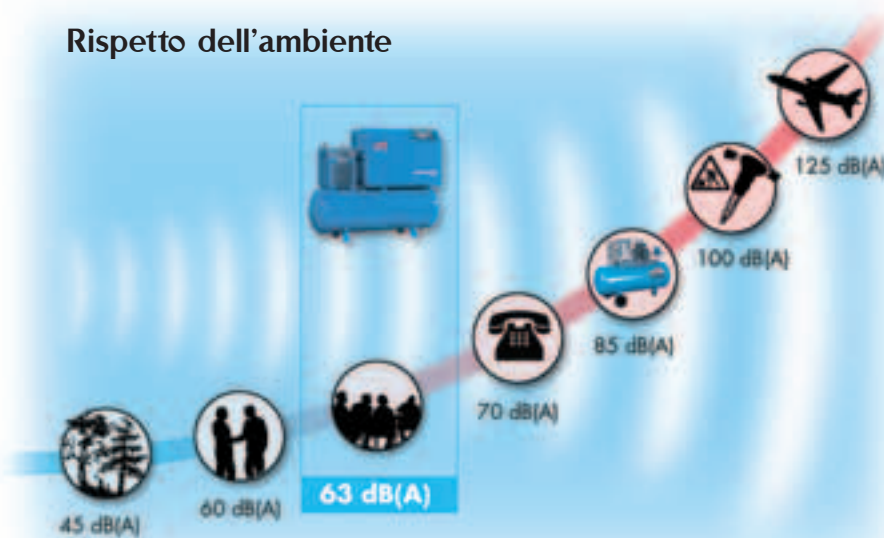 Rispetto dell'ambiente
125 dB(A)
100 dB(A)
85 dB(A)
70 dB(A)
63 dB(A)
60 dB(A)
45 dB(A)